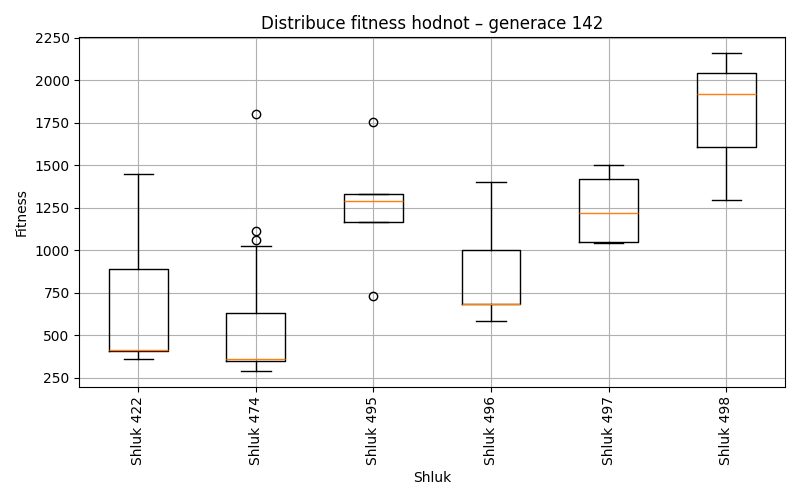 Distribuce fitness hodnot – generace 142
2250
2000
1750
1500
1250
1000
750
500
250
Fitness
Shluk 422
Shluk 474
Shluk 495
Shluk 496
Shluk 497
Shluk 498
Shluk